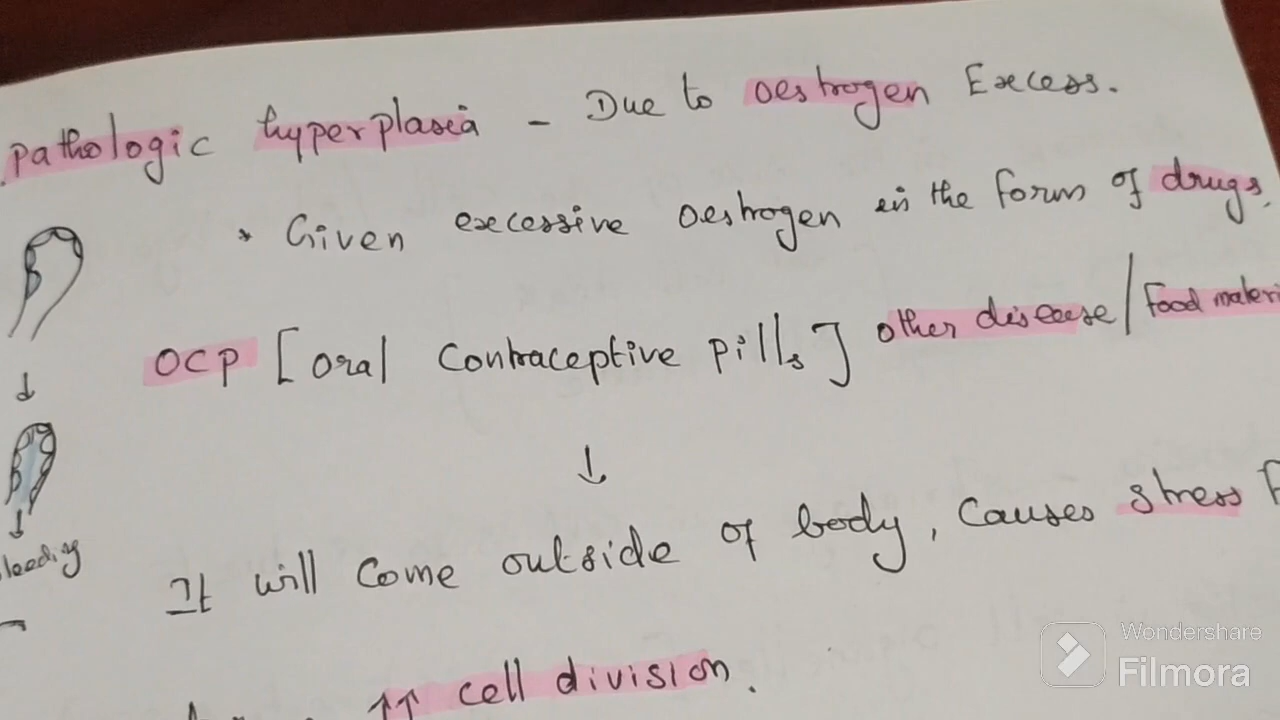 pathologic hyperplasia - Due to oestrogen Excess.
* Given excessive oestrogen in the form of drugs.
OCP [oral contraceptive pills] other disease / Food materi
↓
It will come outside of body, causes stress
↑↑ cell division.
↓
↓
leeding
Wondershare
Filmora